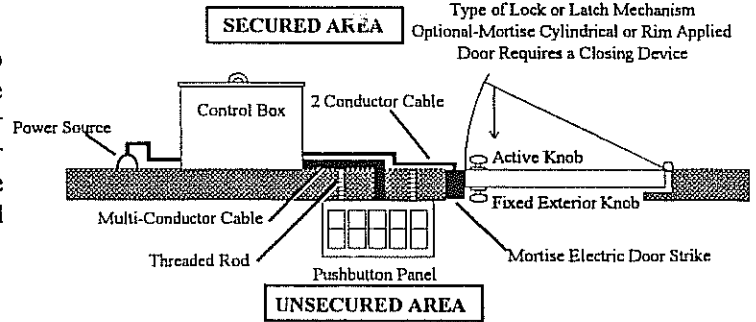 SECURED AREA
Type of Lock or Latch Mechanism
Optional-Mortise Cylindrical or Rim Applied
Door Requires a Closing Device
Control Box
2 Conductor Cable
Power Source
Active Knob
Multi-Conductor Cable
Fixed Exterior Knob
Threaded Rod
Mortise Electric Door Strike
Pushbutton Panel
UNSECURED AREA